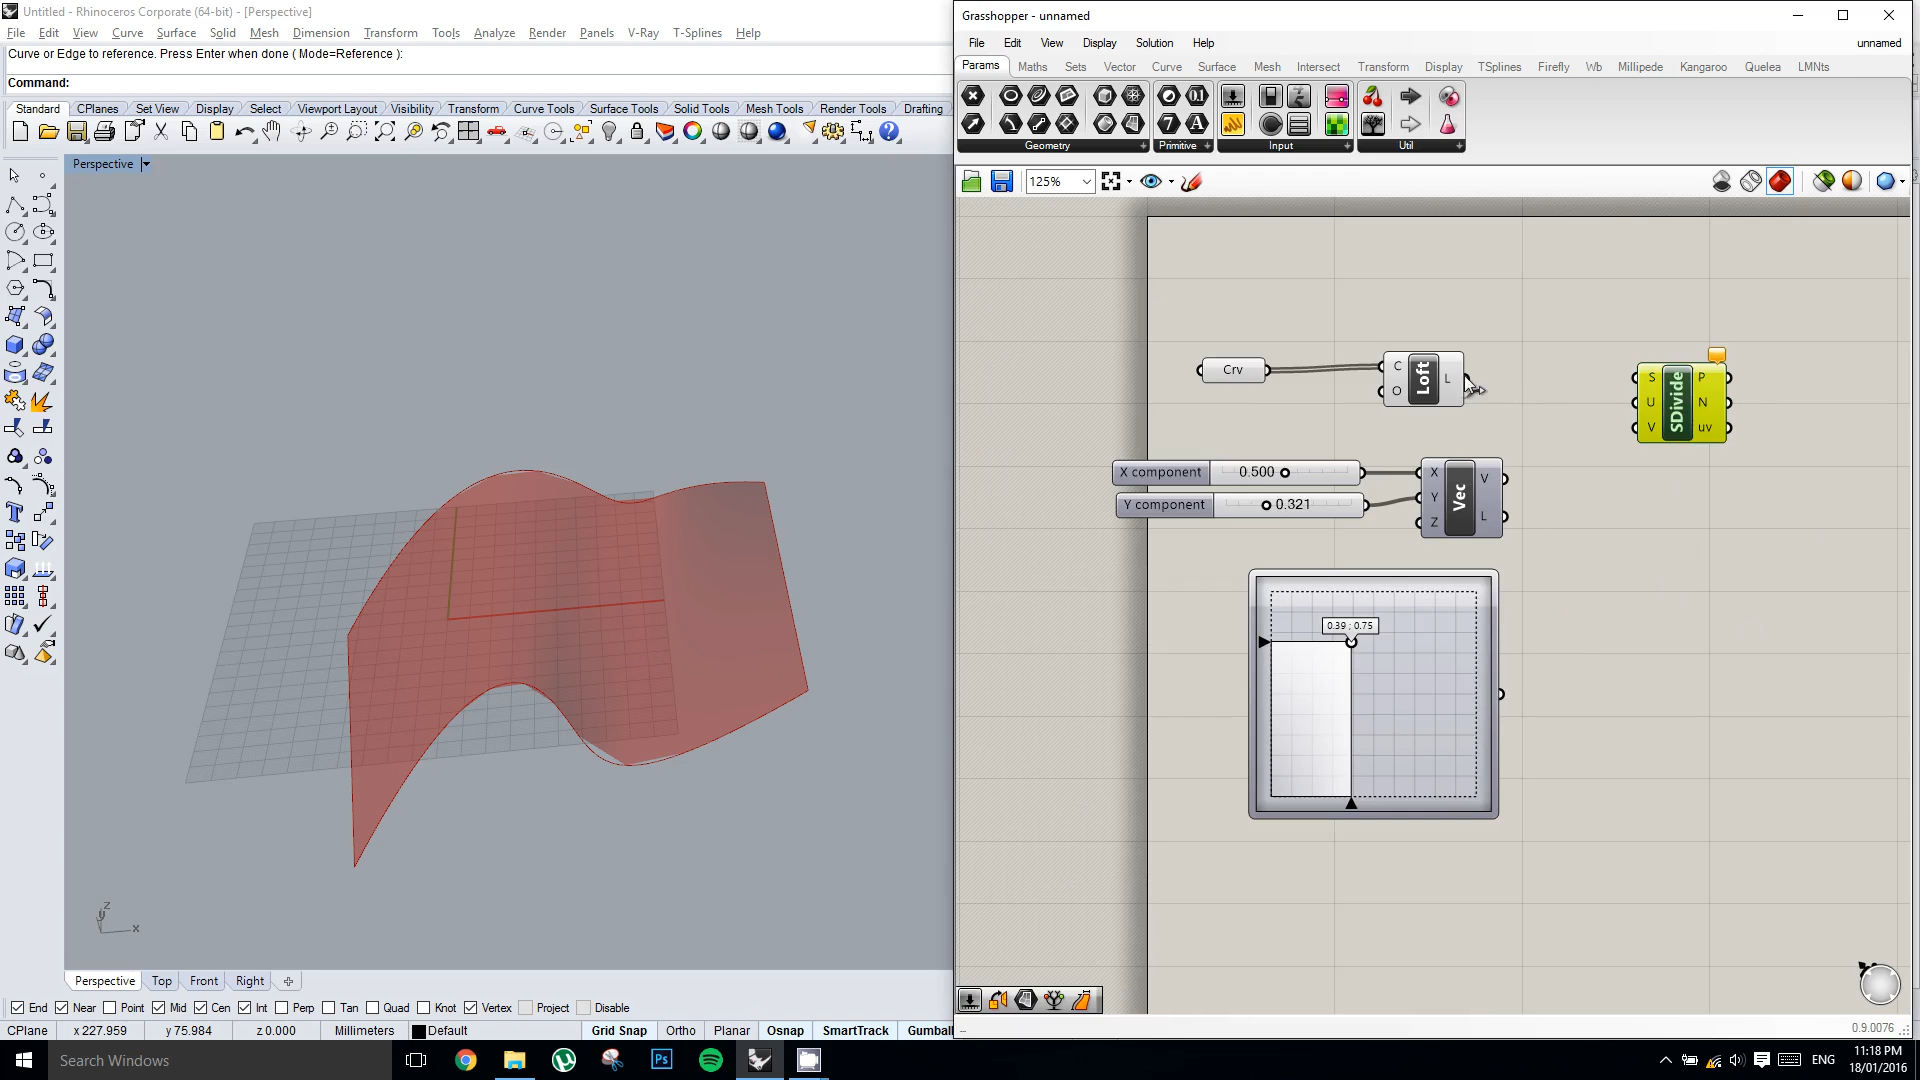 Untitled - Rhinoceros Corporate (64-bit) - [Perspective]
File Edit View Curve Surface Solid Mesh Dimension Transform Tools Analyze Render Panels V-Ray T-Splines Help
Curve or Edge to reference. Press Enter when done ( Mode=Reference ):
Command:
Standard CPlanes Set View Display Select Viewport Layout Visibility Transform Curve Tools Surface Tools Solid Tools Mesh Tools Render Tools Drafting
Perspective
z
y
x
Perspective Top Front Right
End Near Point Mid Cen Int Perp Tan Quad Knot Vertex Project Disable
CPlane x 227.959 y 75.984 z 0.000 Millimeters Default Grid Snap Ortho Planar Osnap SmartTrack Gumball
Grasshopper - unnamed
File Edit View Display Solution Help unnamed
Params Maths Sets Vector Curve Surface Mesh Intersect Transform Display TSplines Firefly Wb Millipede Kangaroo Quelea LMNts
Geometry Primitive Input Util
125%
Crv
C
O
Loft
L
S
U
V
SDivide
P
N
uv
X component 0.500
Y component 0.321
X
Y
Z
Vec
V
L
0.39 ; 0.75
0.9.0076
Search Windows
ENG
11:18 PM
18/01/2016